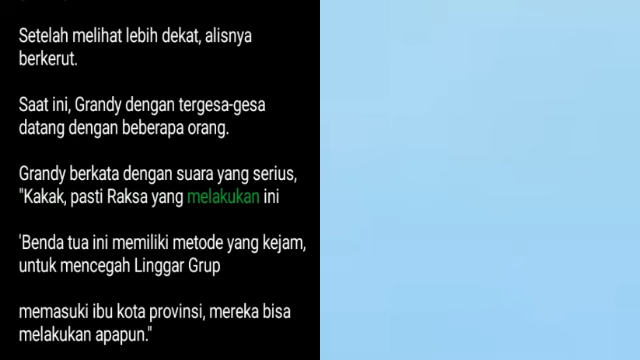 Setelah melihat lebih dekat, alisnya
berkerut.
Saat ini, Grandy dengan tergesa-gesa
datang dengan beberapa orang.
Grandy berkata dengan suara yang serius,
"Kakak, pasti Raksa yang melakukan ini
'Benda tua ini memiliki metode yang kejam,
untuk mencegah Linggar Grup
memasuki ibu kota provinsi, mereka bisa
melakukan apapun."